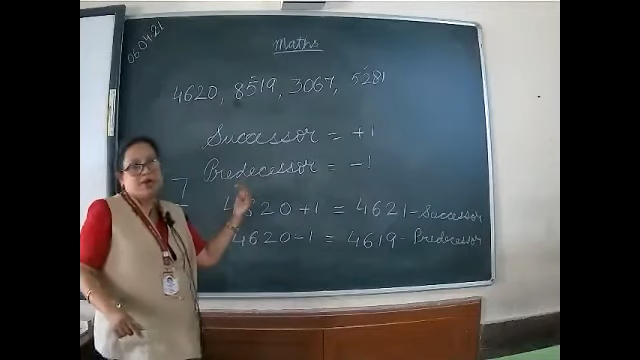 06.04.21
Maths
4620, 8519, 3067, 5281
Successor = +1
Predecessor = -1
7
4620+1 = 4621-Successor
4620-1 = 4619-Predecessor